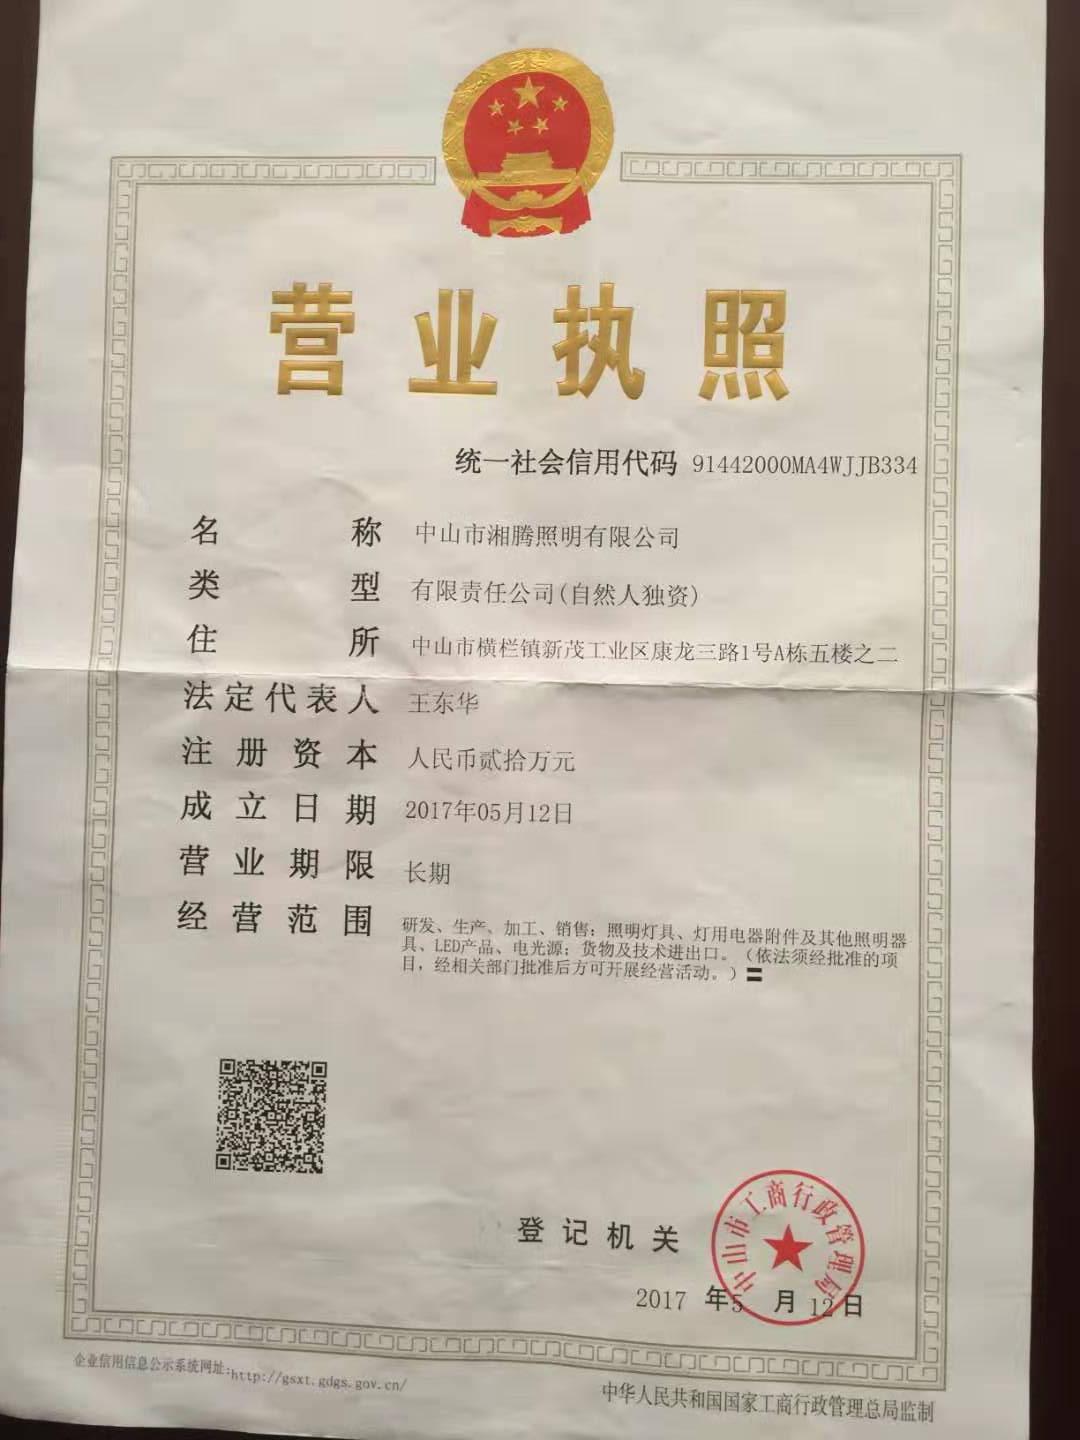 营业执照
统一社会信用代码 91442000MA4WJJB334
名称 中山市湘腾照明有限公司
类型 有限责任公司(自然人独资)
住所 中山市横栏镇新茂工业区康龙三路1号A栋五楼之二
法定代表人 王东华
注册资本 人民币贰拾万元
成立日期 2017年05月12日
营业期限 长期
经营范围 研发、生产、加工、销售：照明灯具、灯用电器附件及其他照明器
具、LED产品、电光源；货物及技术进出口。（依法须经批准的项
目，经相关部门批准后方可开展经营活动。）〓
登记机关
中山市工商行政管理局
2017 年5 月 12日
企业信用信息公示系统网址:http://gsxt.gdgs.gov.cn/
中华人民共和国国家工商行政管理总局监制